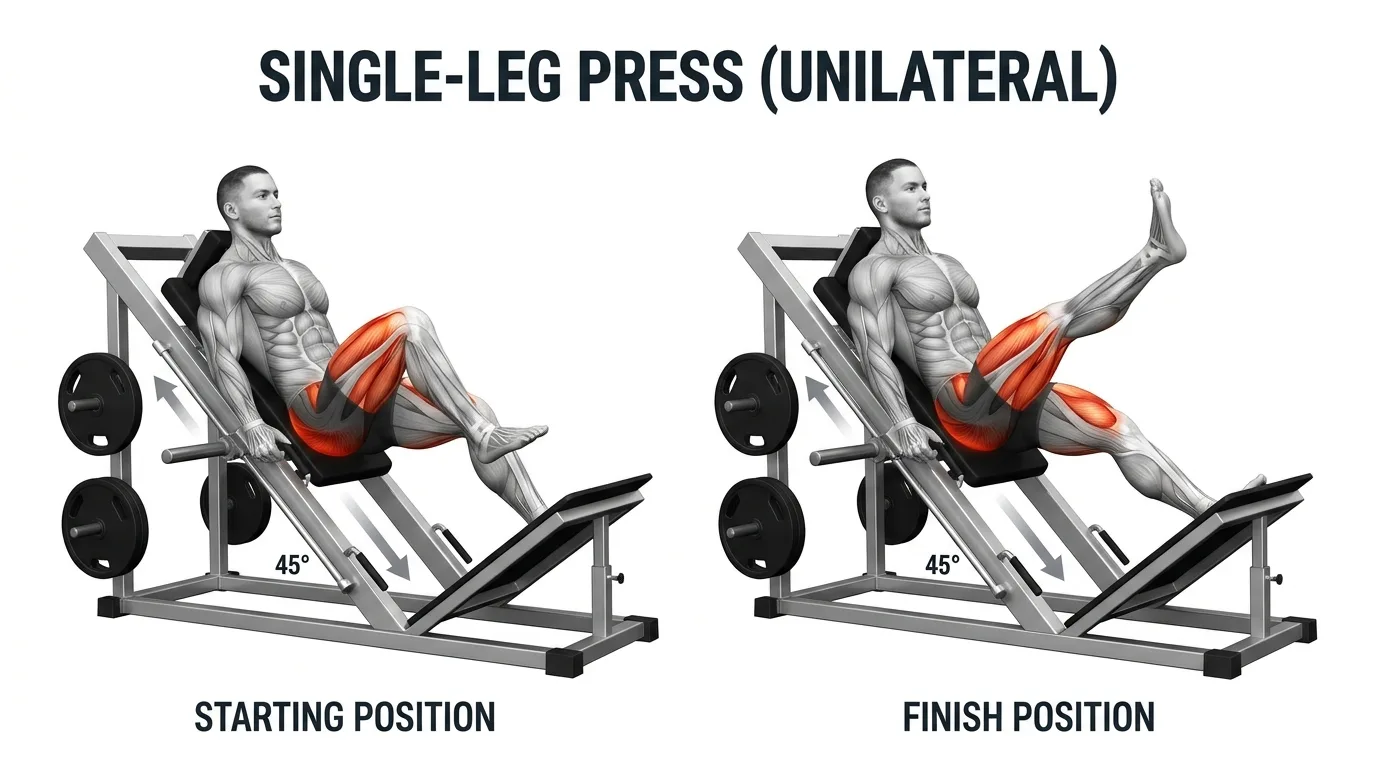 SINGLE-LEG PRESS (UNILATERAL)
45°
45°
STARTING POSITION
FINISH POSITION